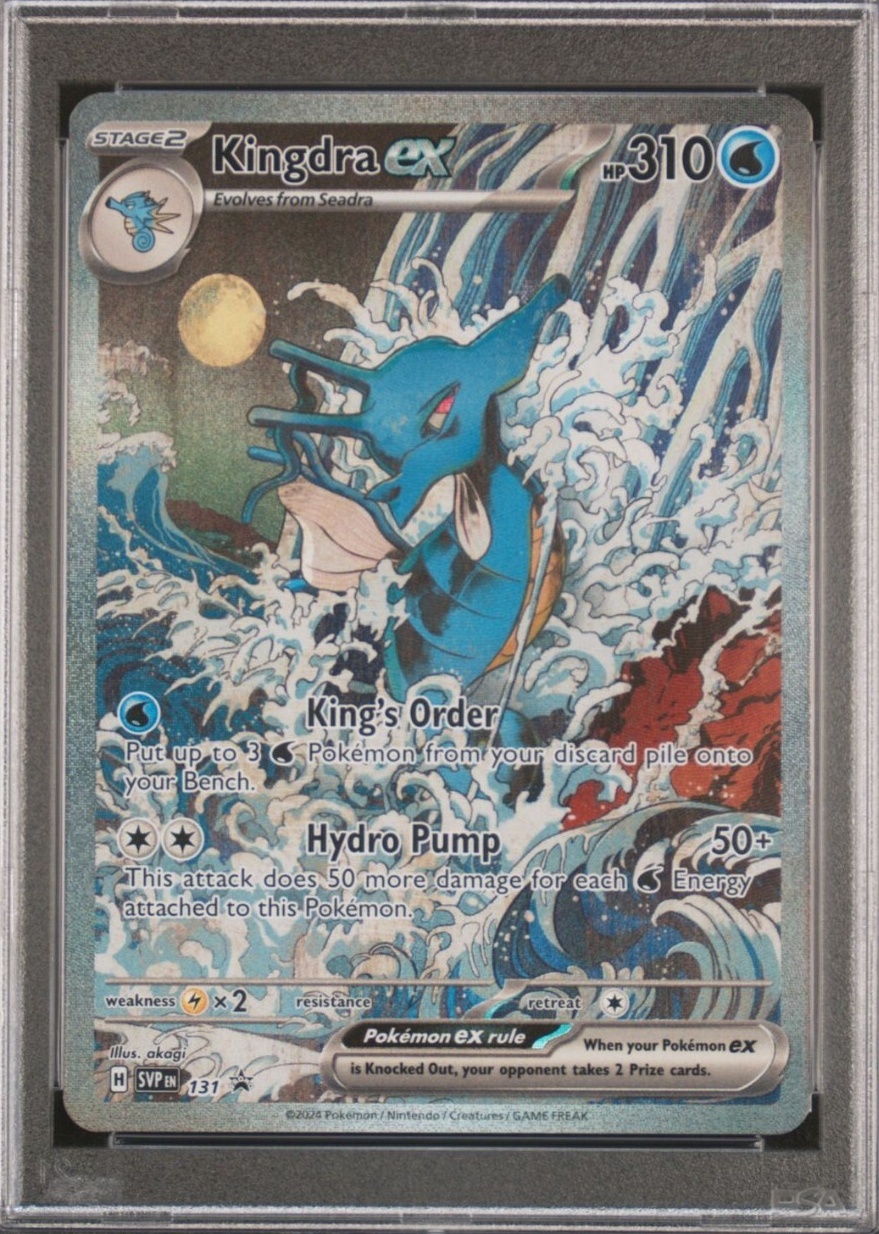 STAGE2
Kingdra ex
HP310
Evolves from Seadra
King's Order
Put up to 3 Pokémon from your discard pile onto
your Bench.
Hydro Pump 50+
This attack does 50 more damage for each Energy
attached to this Pokémon.
weakness ×2 resistance retreat
Illus. akagi
Pokémon ex rule
When your Pokémon ex
is Knocked Out, your opponent takes 2 Prize cards.
H SVP EN 131
©2024 Pokémon / Nintendo / Creatures / GAME FREAK
PSA